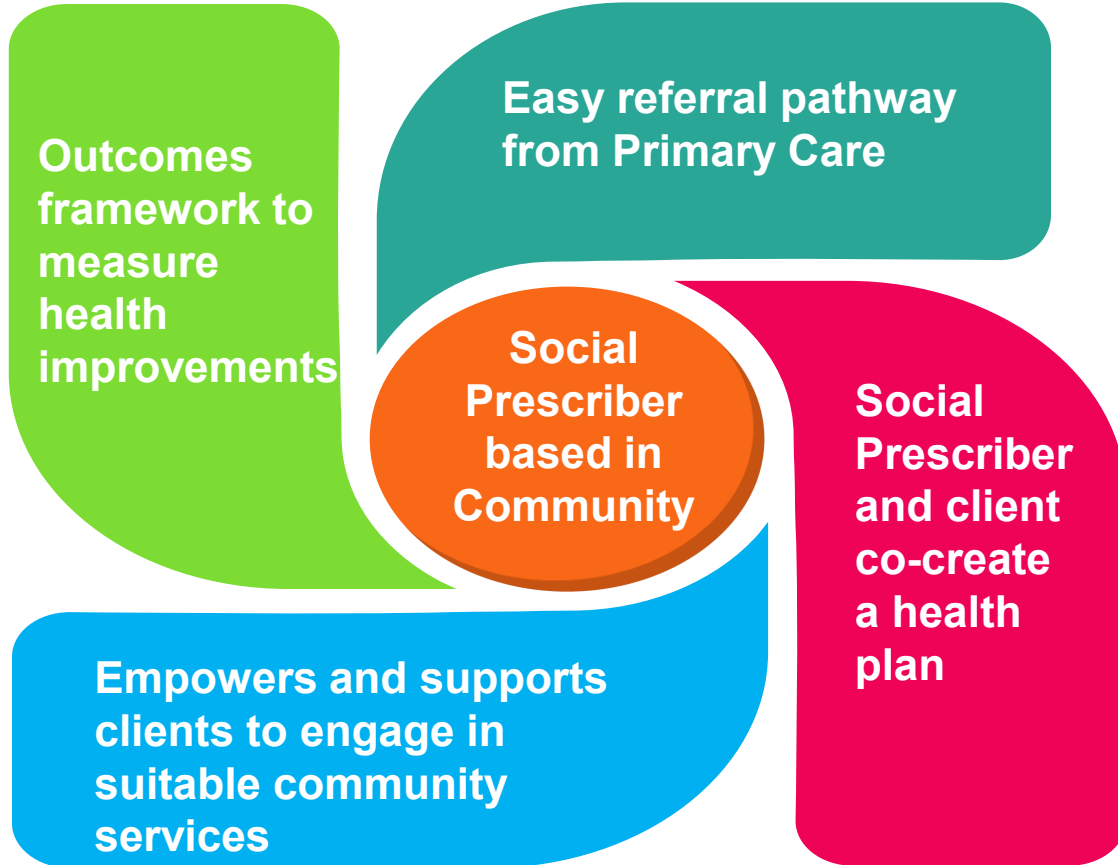 Easy referral pathway
from Primary Care
Outcomes
framework to
measure
health
improvements
Social
Prescriber
based in
Community
Social
Prescriber
and client
co-create
a health
plan
Empowers and supports
clients to engage in
suitable community
services